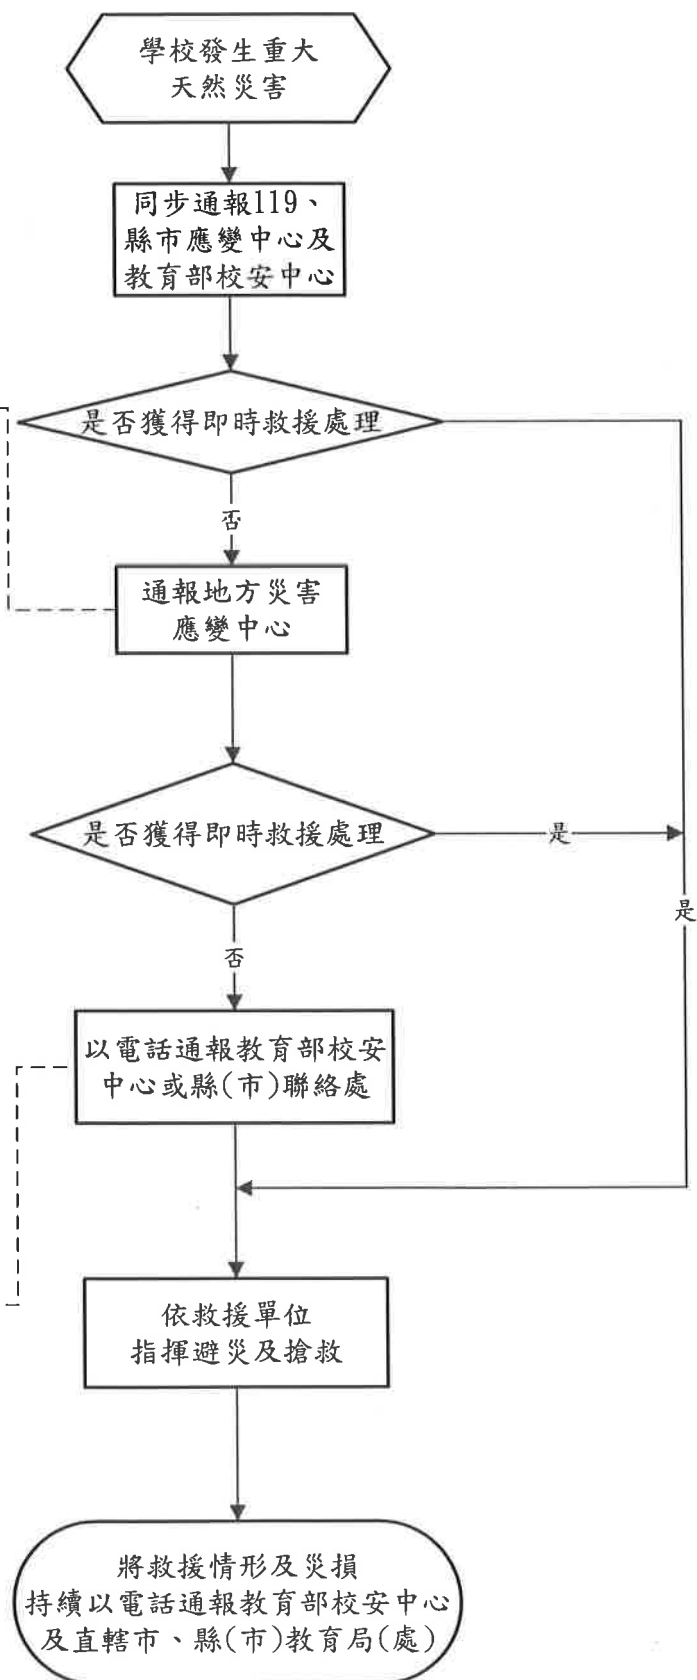 學校發生重大
天然災害
同步通報119、
縣市應變中心及
教育部校安中心
是否獲得即時救援處理
否
通報地方災害
應變中心
是否獲得即時救援處理
是
是
否
以電話通報教育部校安
中心或縣(市)聯絡處
依救援單位
指揮避災及搶救
將救援情形及災損
持續以電話通報教育部校安中心
及直轄市、縣(市)教育局(處)